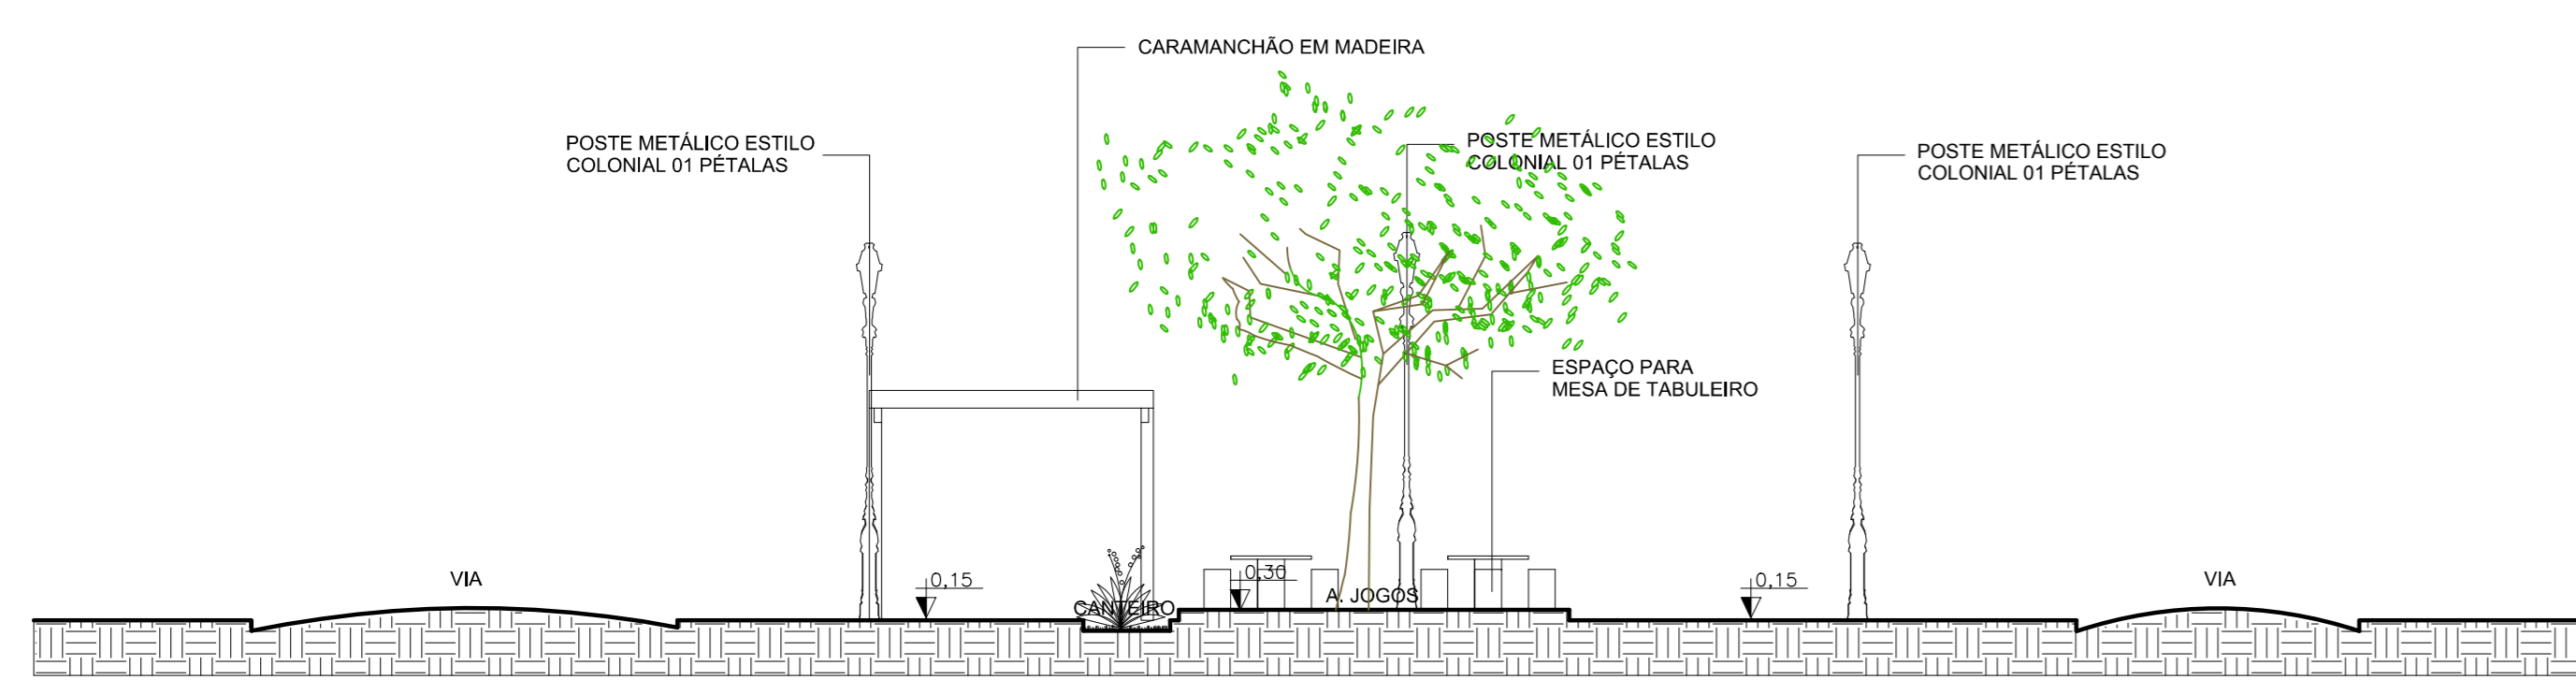 CARAMANCHÃO EM MADEIRA
POSTE METÁLICO ESTILO
COLONIAL 01 PÉTALAS
POSTE METÁLICO ESTILO
COLONIAL 01 PÉTALAS
POSTE METÁLICO ESTILO
COLONIAL 01 PÉTALAS
ESPAÇO PARA
MESA DE TABULEIRO
VIA
0,15
CANTEIRO
0,30
A. JOGOS
0,15
VIA